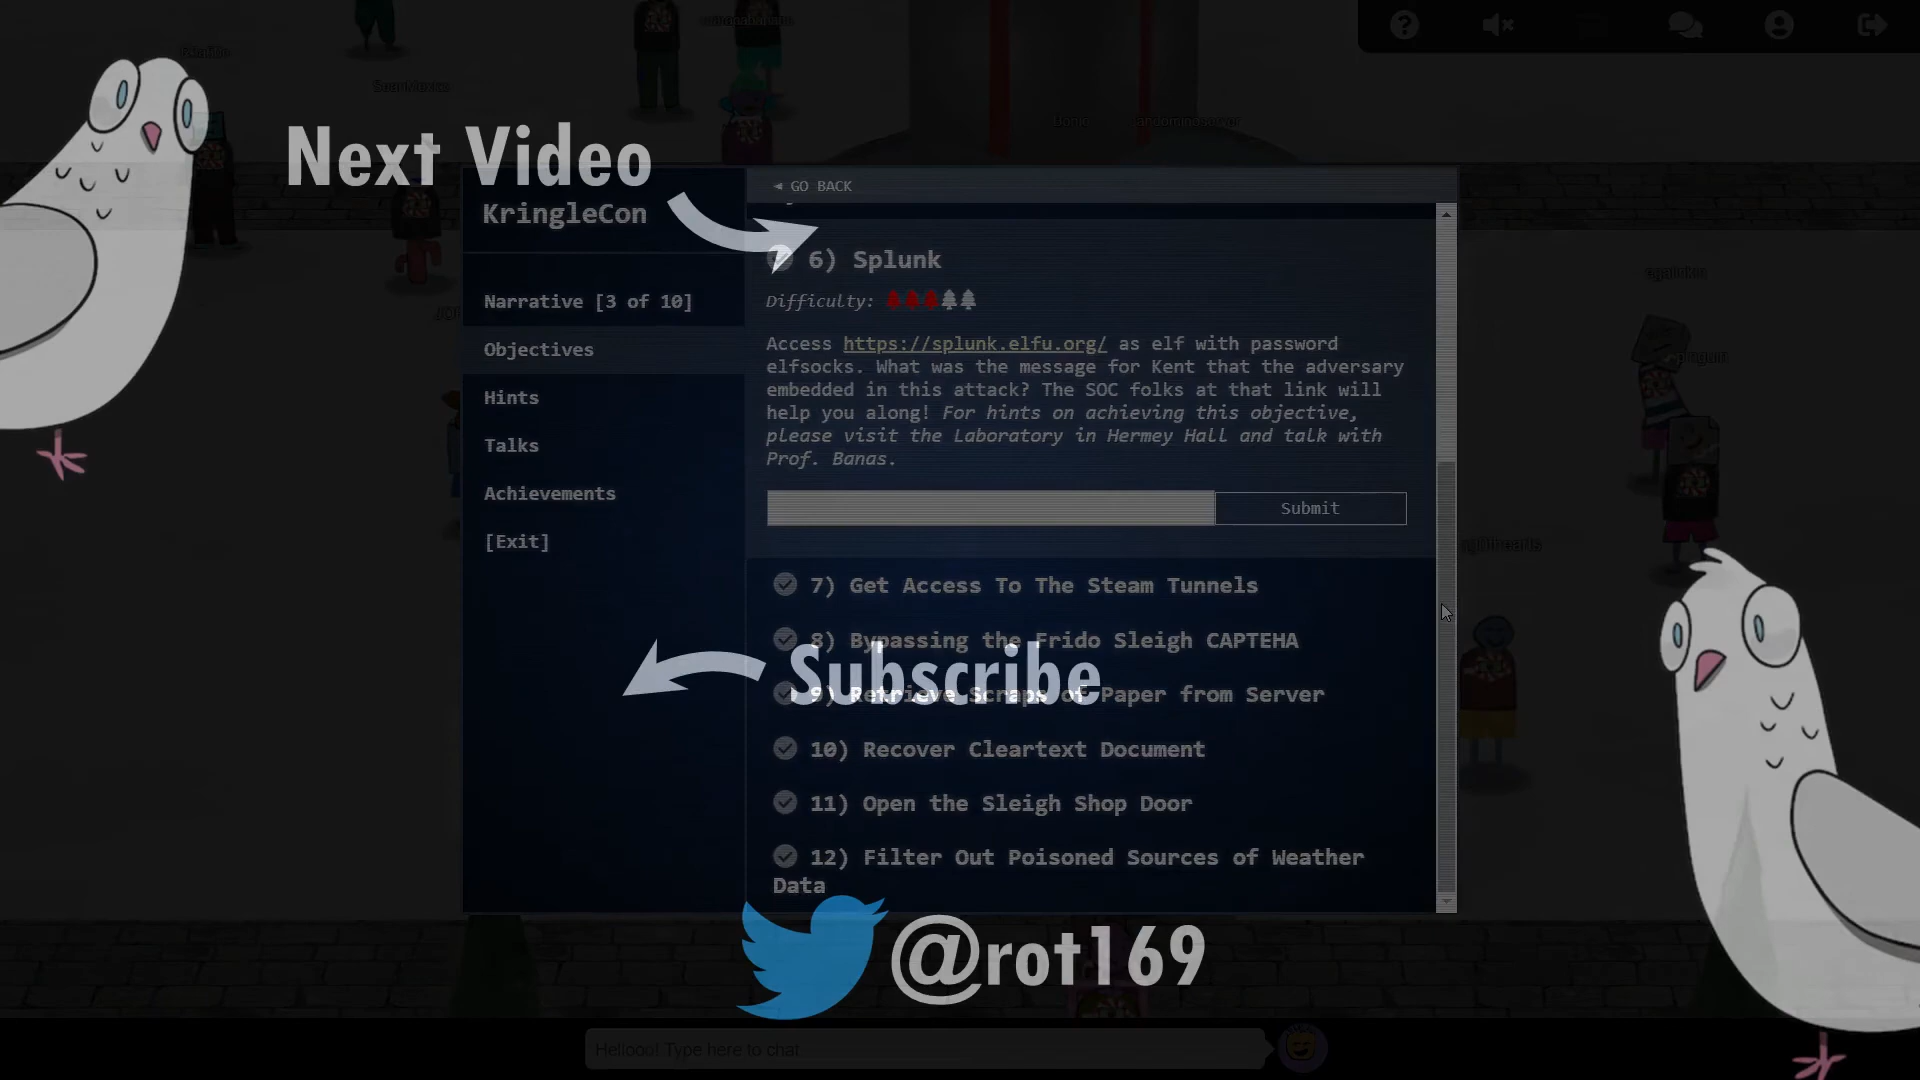 Next Video
KringleCon
◄ GO BACK
Narrative [3 of 10]
Objectives
Hints
Talks
Achievements
[Exit]
6) Splunk
Difficulty:
Access https://splunk.elfu.org/ as elf with password
elfsocks. What was the message for Kent that the adversary
embedded in this attack? The SOC folks at that link will
help you along! For hints on achieving this objective,
please visit the Laboratory in Hermey Hall and talk with
Prof. Banas.
Submit
7) Get Access To The Steam Tunnels
8) Bypassing the Frido Sleigh CAPTEHA
Subscribe
9) Retrieve Scraps of Paper from Server
10) Recover Cleartext Document
11) Open the Sleigh Shop Door
12) Filter Out Poisoned Sources of Weather
Data
@rot169
Type here to chat